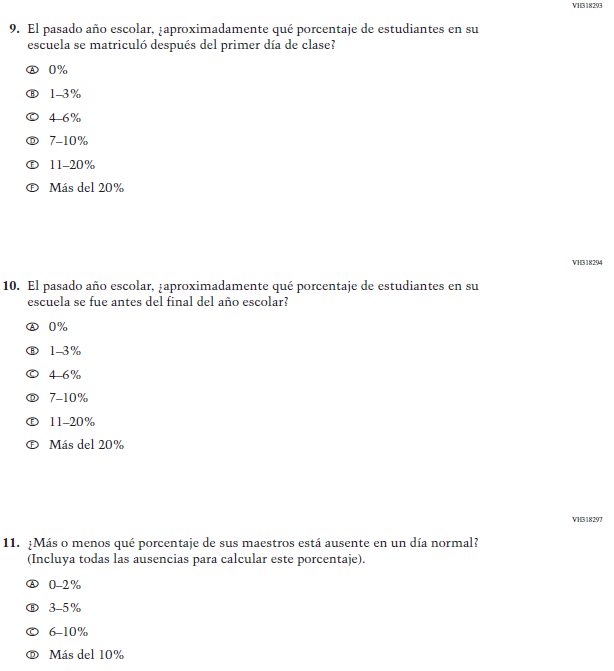 VH318293
9. El pasado año escolar, ¿aproximadamente qué porcentaje de estudiantes en su
escuela se matriculó después del primer día de clase?
Ⓐ 0%
Ⓑ 1–3%
Ⓒ 4–6%
Ⓓ 7–10%
Ⓔ 11–20%
Ⓕ Más del 20%
VH318294
10. El pasado año escolar, ¿aproximadamente qué porcentaje de estudiantes en su
escuela se fue antes del final del año escolar?
Ⓐ 0%
Ⓑ 1–3%
Ⓒ 4–6%
Ⓓ 7–10%
Ⓔ 11–20%
Ⓕ Más del 20%
VH318297
11. ¿Más o menos qué porcentaje de sus maestros está ausente en un día normal?
(Incluya todas las ausencias para calcular este porcentaje).
Ⓐ 0–2%
Ⓑ 3–5%
Ⓒ 6–10%
Ⓓ Más del 10%